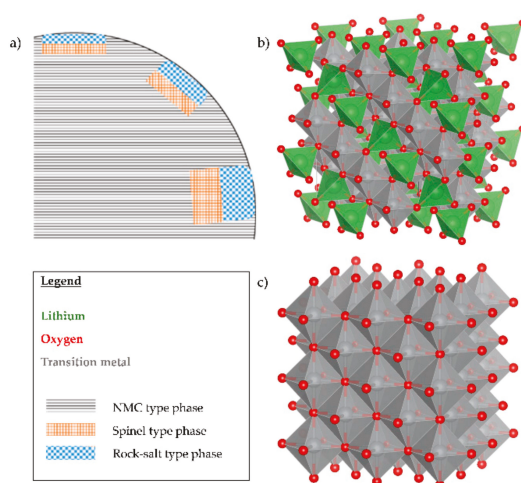 a)
b)
Legend
Lithium
Oxygen
Transition metal
NMC type phase
Spinel type phase
Rock-salt type phase
c)